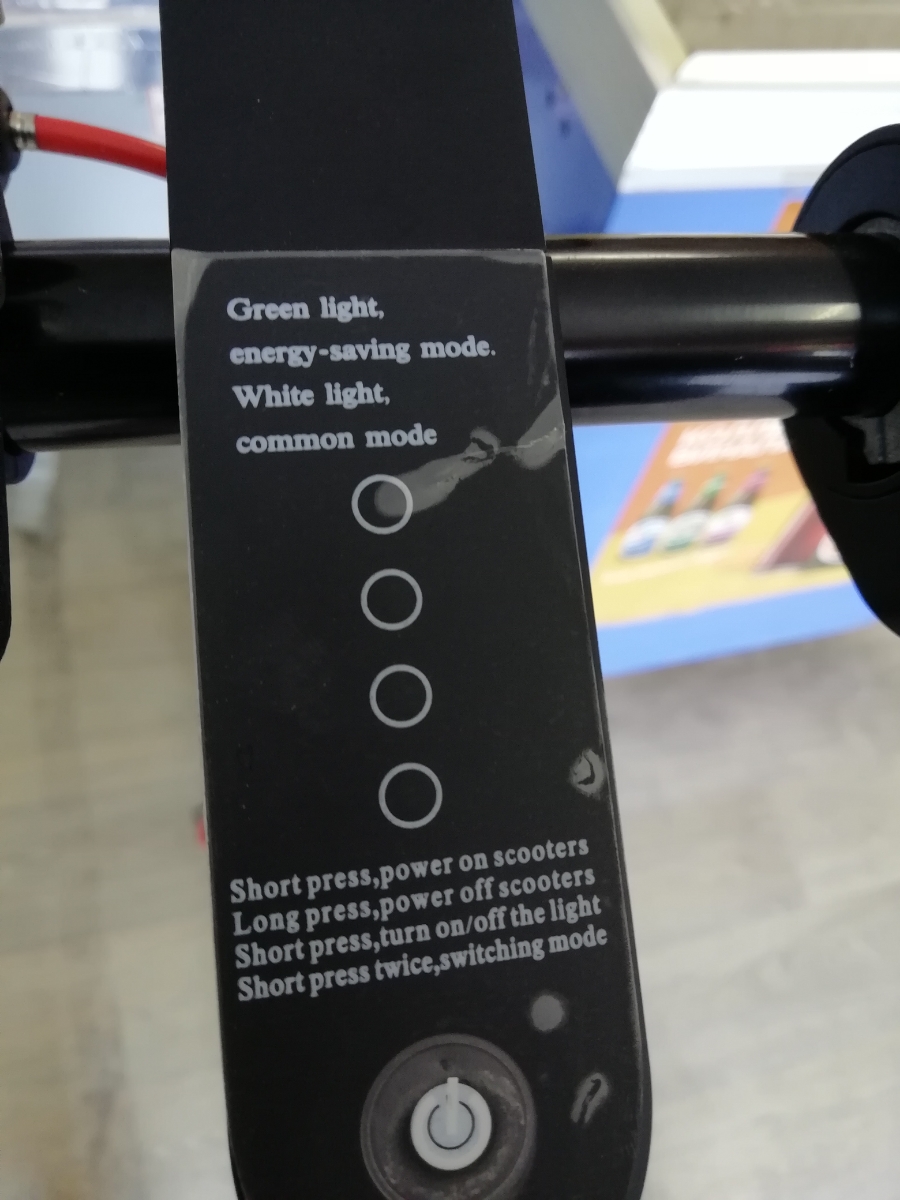 Green light,
energy-saving mode.
White light,
common mode
Short press,power on scooters
Long press,power off scooters
Short press,turn on/off the light
Short press twice,switching mode